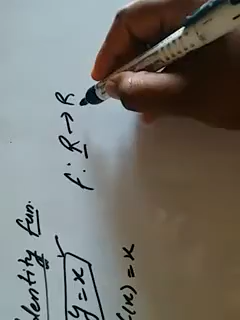 Identity fun.
y = x
f(x) = x
f: R → R